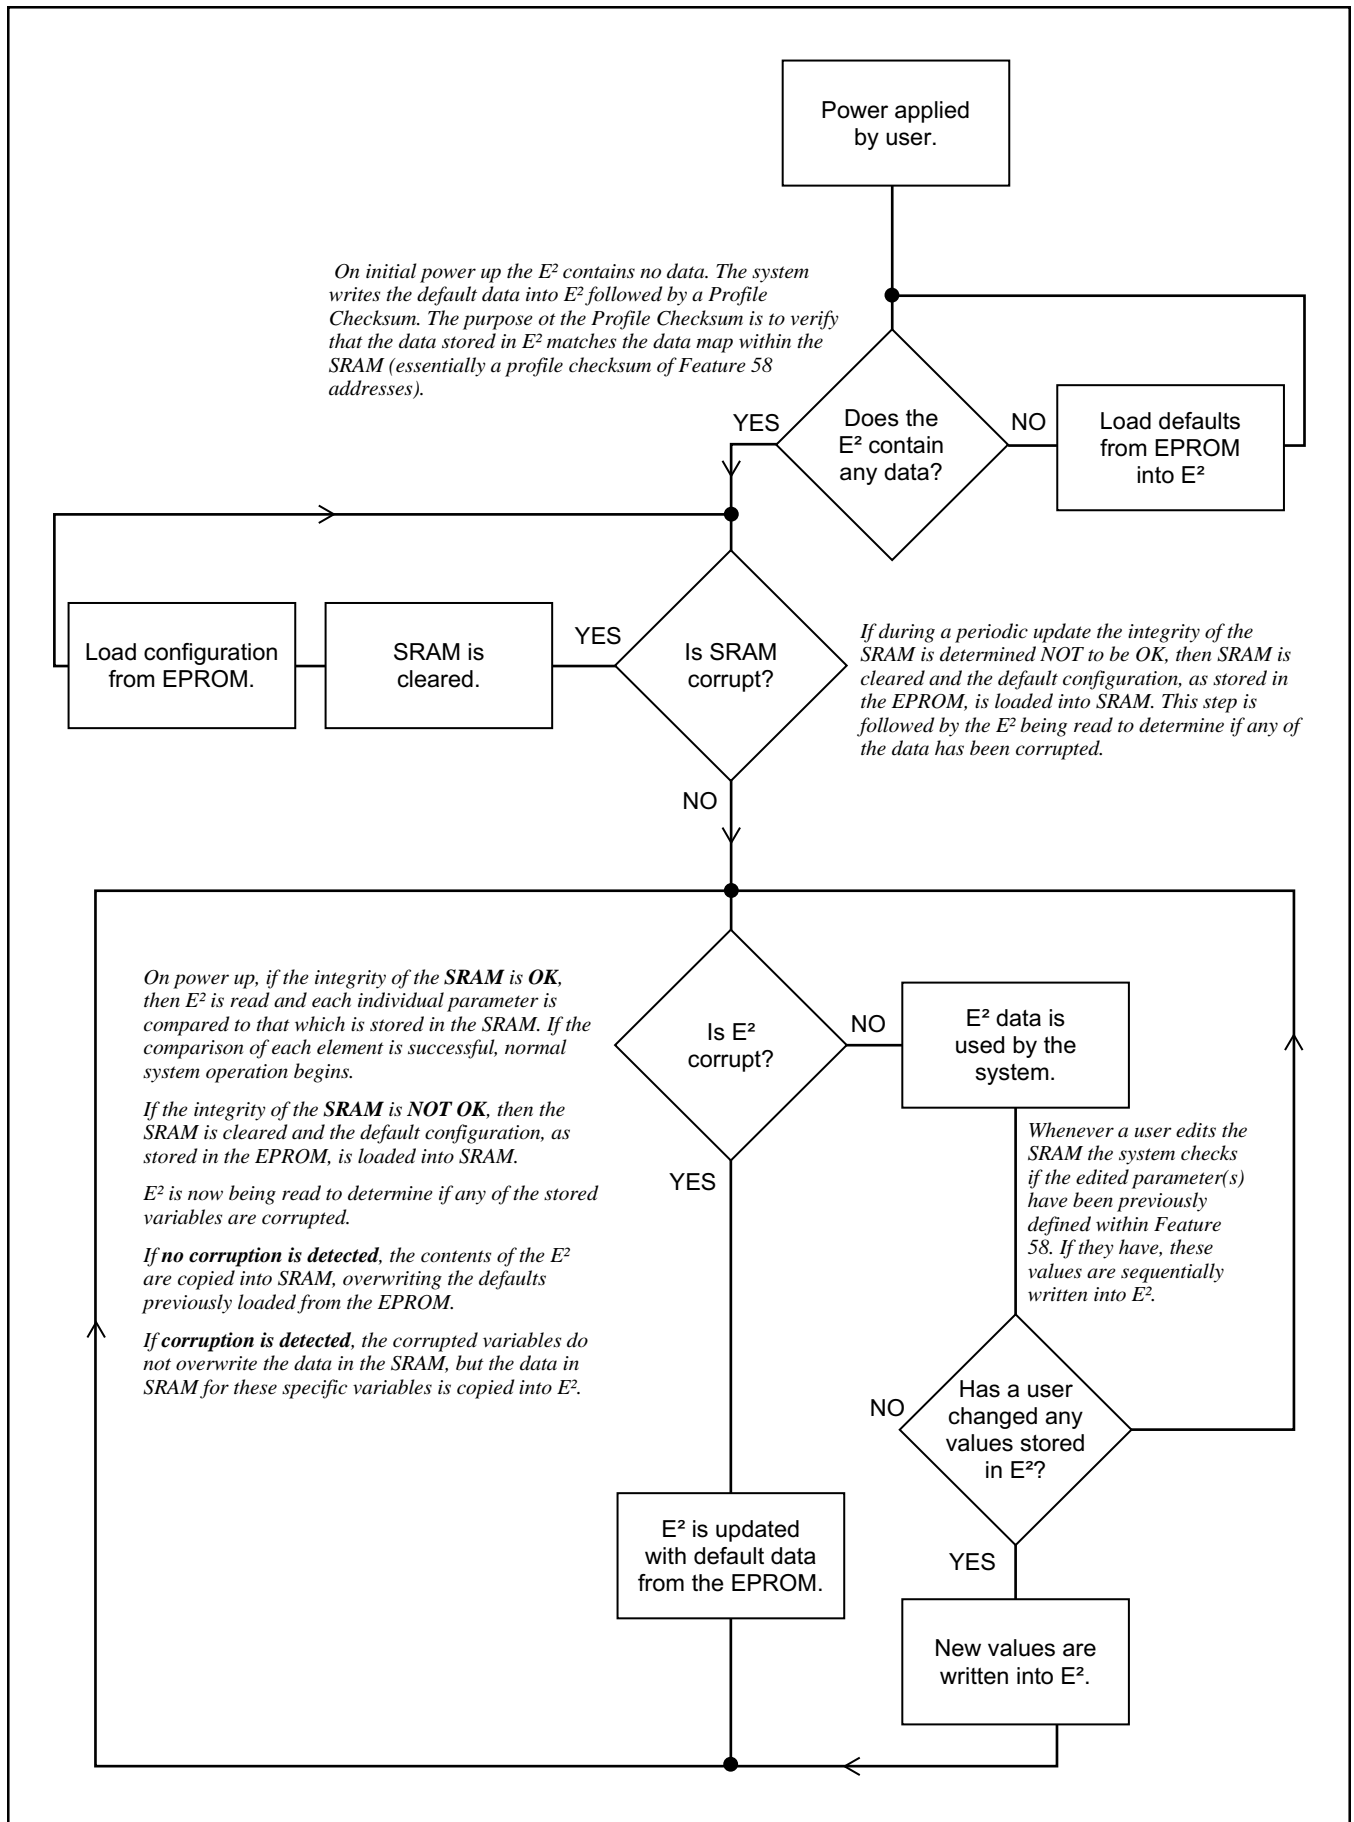 Power applied
by user.
On initial power up the E² contains no data. The system
writes the default data into E² followed by a Profile
Checksum. The purpose ot the Profile Checksum is to verify
that the data stored in E² matches the data map within the
SRAM (essentially a profile checksum of Feature 58
addresses).
YES
Does the
E² contain
any data?
NO
Load defaults
from EPROM
into E²
Load configuration
from EPROM.
SRAM is
cleared.
YES
Is SRAM
corrupt?
If during a periodic update the integrity of the
SRAM is determined NOT to be OK, then SRAM is
cleared and the default configuration, as stored in
the EPROM, is loaded into SRAM. This step is
followed by the E² being read to determine if any of
the data has been corrupted.
NO
On power up, if the integrity of the SRAM is OK,
then E² is read and each individual parameter is
compared to that which is stored in the SRAM. If the
comparison of each element is successful, normal
system operation begins.
If the integrity of the SRAM is NOT OK, then the
SRAM is cleared and the default configuration, as
stored in the EPROM, is loaded into SRAM.
E² is now being read to determine if any of the stored
variables are corrupted.
If no corruption is detected, the contents of the E²
are copied into SRAM, overwriting the defaults
previously loaded from the EPROM.
If corruption is detected, the corrupted variables do
not overwrite the data in the SRAM, but the data in
SRAM for these specific variables is copied into E².
Is E²
corrupt?
NO
E² data is
used by the
system.
YES
Whenever a user edits the
SRAM the system checks
if the edited parameter(s)
have been previously
defined within Feature
58. If they have, these
values are sequentially
written into E².
NO
Has a user
changed any
values stored
in E²?
E² is updated
with default data
from the EPROM.
YES
New values are
written into E².